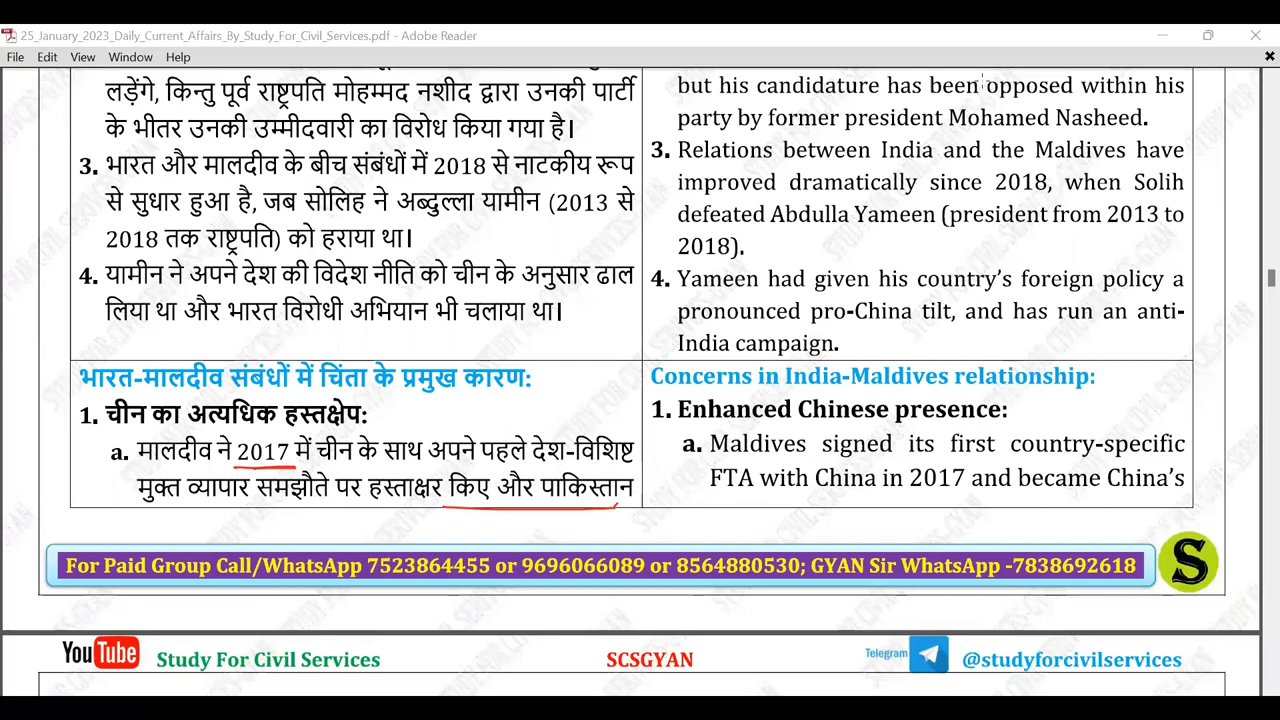 25_January_2023_Daily_Current_Affairs_By_Study_For_Civil_Services.pdf - Adobe Reader
File Edit View Window Help
लड़ेंगे, किन्तु पूर्व राष्ट्रपति मोहम्मद नशीद द्वारा उनकी पार्टी
के भीतर उनकी उम्मीदवारी का विरोध किया गया है।
3. भारत और मालदीव के बीच संबंधों में 2018 से नाटकीय रूप
से सुधार हुआ है, जब सोलिह ने अब्दुल्ला यामीन (2013 से
2018 तक राष्ट्रपति) को हराया था।
4. यामीन ने अपने देश की विदेश नीति को चीन के अनुसार ढाल
लिया था और भारत विरोधी अभियान भी चलाया था।
भारत-मालदीव संबंधों में चिंता के प्रमुख कारण:
1. चीन का अत्यधिक हस्तक्षेप:
a. मालदीव ने 2017 में चीन के साथ अपने पहले देश-विशिष्ट
मुक्त व्यापार समझौते पर हस्ताक्षर किए और पाकिस्तान
but his candidature has been opposed within his
party by former president Mohamed Nasheed.
3. Relations between India and the Maldives have
improved dramatically since 2018, when Solih
defeated Abdulla Yameen (president from 2013 to
2018).
4. Yameen had given his country's foreign policy a
pronounced pro-China tilt, and has run an anti-
India campaign.
Concerns in India-Maldives relationship:
1. Enhanced Chinese presence:
a. Maldives signed its first country-specific
FTA with China in 2017 and became China's
For Paid Group Call/WhatsApp 7523864455 or 9696066089 or 8564880530; GYAN Sir WhatsApp -7838692618
S
YouTube Study For Civil Services SCSGYAN Telegram @studyforcivilservices